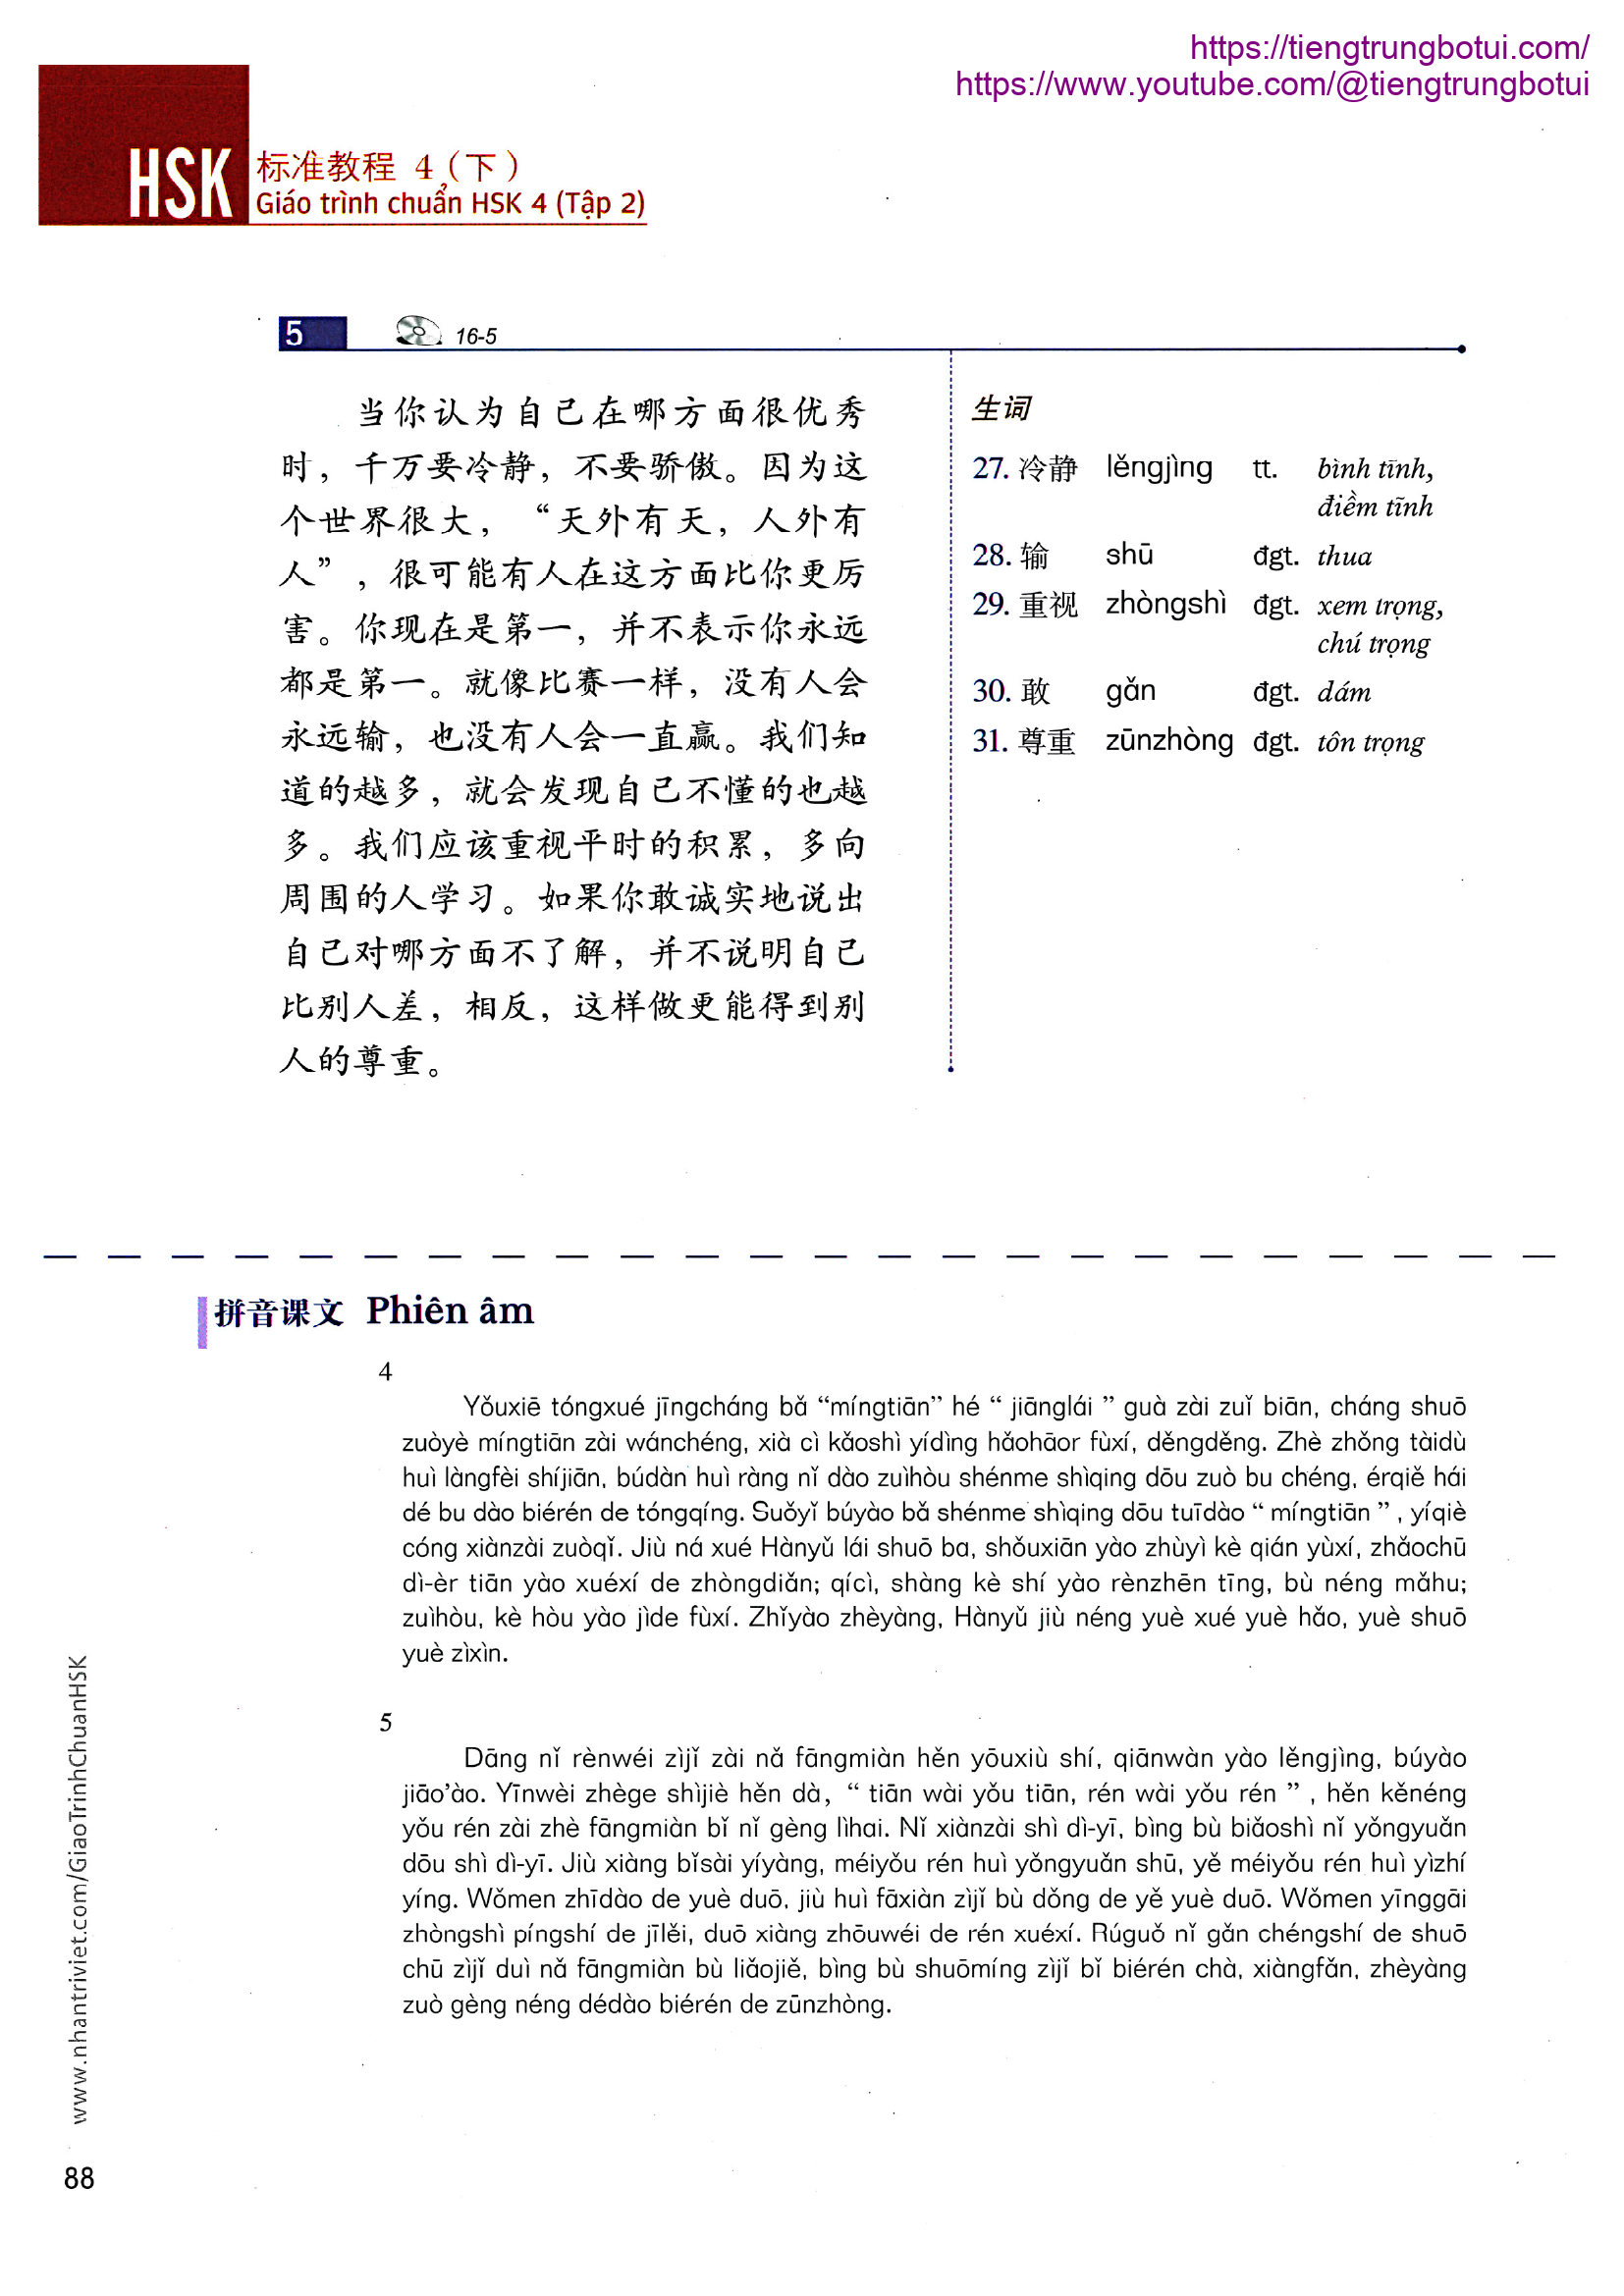 https://tiengtrungbotui.com/
https://www.youtube.com/@tiengtrungbotui
HSK
标准教程 4（下）
Giáo trình chuẩn HSK 4 (Tập 2)
5
16-5
当你认为自己在哪方面很优秀
时，千万要冷静，不要骄傲。因为这
个世界很大，“天外有天，人外有
人”，很可能有人在这方面比你更厉
害。你现在是第一，并不表示你永远
都是第一。就像比赛一样，没有人会
永远输，也没有人会一直赢。我们知
道的越多，就会发现自己不懂的也越
多。我们应该重视平时的积累，多向
周围的人学习。如果你敢诚实地说出
自己对哪方面不了解，并不说明自己
比别人差，相反，这样做更能得到别
人的尊重。
生词
27. 冷静 lěngjìng tt. bình tĩnh,
điềm tĩnh
28. 输 shū đgt. thua
29. 重视 zhòngshì đgt. xem trọng,
chú trọng
30. 敢 gǎn đgt. dám
31. 尊重 zūnzhòng đgt. tôn trọng
拼音课文 Phiên âm
4
Yǒuxiē tóngxué jīngcháng bǎ “míngtiān” hé “ jiānglái ” guà zài zuǐ biān, cháng shuō
zuòyè míngtiān zài wánchéng, xià cì kǎoshì yídìng hǎohāor fùxí, děngděng. Zhè zhǒng tàidù
huì làngfèi shíjiān, búdàn huì ràng nǐ dào zuìhòu shénme shìqing dōu zuò bu chéng, érqiě hái
dé bu dào biérén de tóngqíng. Suǒyǐ búyào bǎ shénme shìqing dōu tuīdào “ míngtiān ” , yíqiè
cóng xiànzài zuòqǐ. Jiù ná xué Hànyǔ lái shuō ba, shǒuxiān yào zhùyì kè qián yùxí, zhǎochū
dì-èr tiān yào xuéxí de zhòngdiǎn; qícì, shàng kè shí yào rènzhēn tīng, bù néng mǎhu;
zuìhòu, kè hòu yào jìde fùxí. Zhǐyào zhèyàng, Hànyǔ jiù néng yuè xué yuè hǎo, yuè shuō
yuè zìxìn.
5
Dāng nǐ rènwéi zìjǐ zài nǎ fāngmiàn hěn yōuxiù shí, qiānwàn yào lěngjìng, búyào
jiāo’ào. Yīnwèi zhège shìjiè hěn dà, “ tiān wài yǒu tiān, rén wài yǒu rén ” , hěn kěnéng
yǒu rén zài zhè fāngmiàn bǐ nǐ gèng lìhai. Nǐ xiànzài shì dì-yī, bìng bù biǎoshì nǐ yǒngyuǎn
dōu shì dì-yī. Jiù xiàng bǐsài yíyàng, méiyǒu rén huì yǒngyuǎn shū, yě méiyǒu rén huì yìzhí
yíng. Wǒmen zhīdào de yuè duō, jiù huì fāxiàn zìjǐ bù dǒng de yě yuè duō. Wǒmen yīnggāi
zhòngshì píngshí de jīlěi, duō xiàng zhōuwéi de rén xuéxí. Rúguǒ nǐ gǎn chéngshí de shuō
chū zìjǐ duì nǎ fāngmiàn bù liǎojiě, bìng bù shuōmíng zìjǐ bǐ biérén chà, xiàngfǎn, zhèyàng
zuò gèng néng dédào biérén de zūnzhòng.
www.nhantriviet.com/GiaoTrinhChuanHSK
88